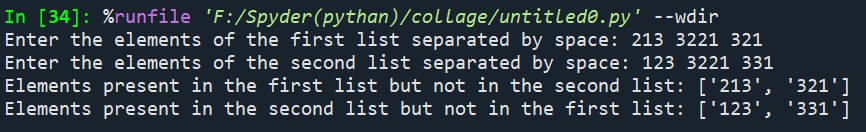 In [34]: %runfile 'F:/Spyder(pythan)/collage/untitled0.py' --wdir
Enter the elements of the first list separated by space: 213 3221 321
Enter the elements of the second list separated by space: 123 3221 331
Elements present in the first list but not in the second list: ['213', '321']
Elements present in the second list but not in the first list: ['123', '331']